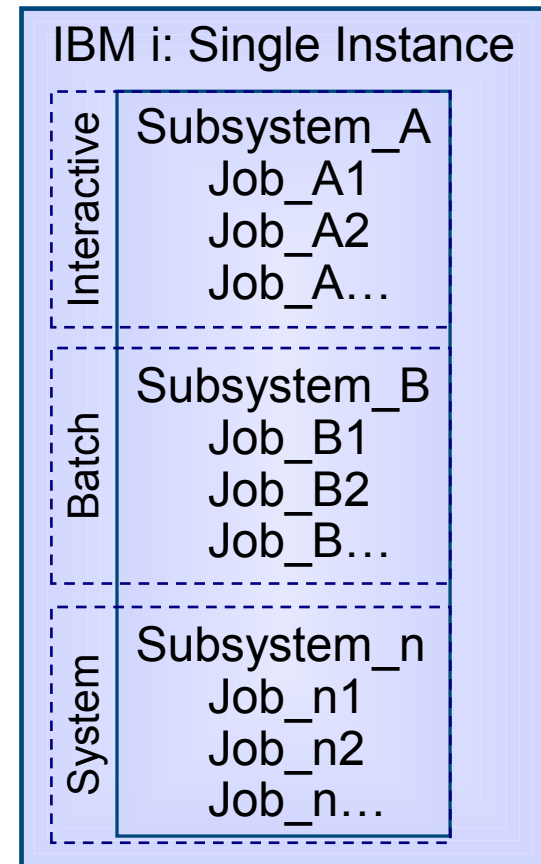 IBM i: Single Instance
Interactive
Subsystem_A
Job_A1
Job_A2
Job_A…
Batch
Subsystem_B
Job_B1
Job_B2
Job_B…
System
Subsystem_n
Job_n1
Job_n2
Job_n…